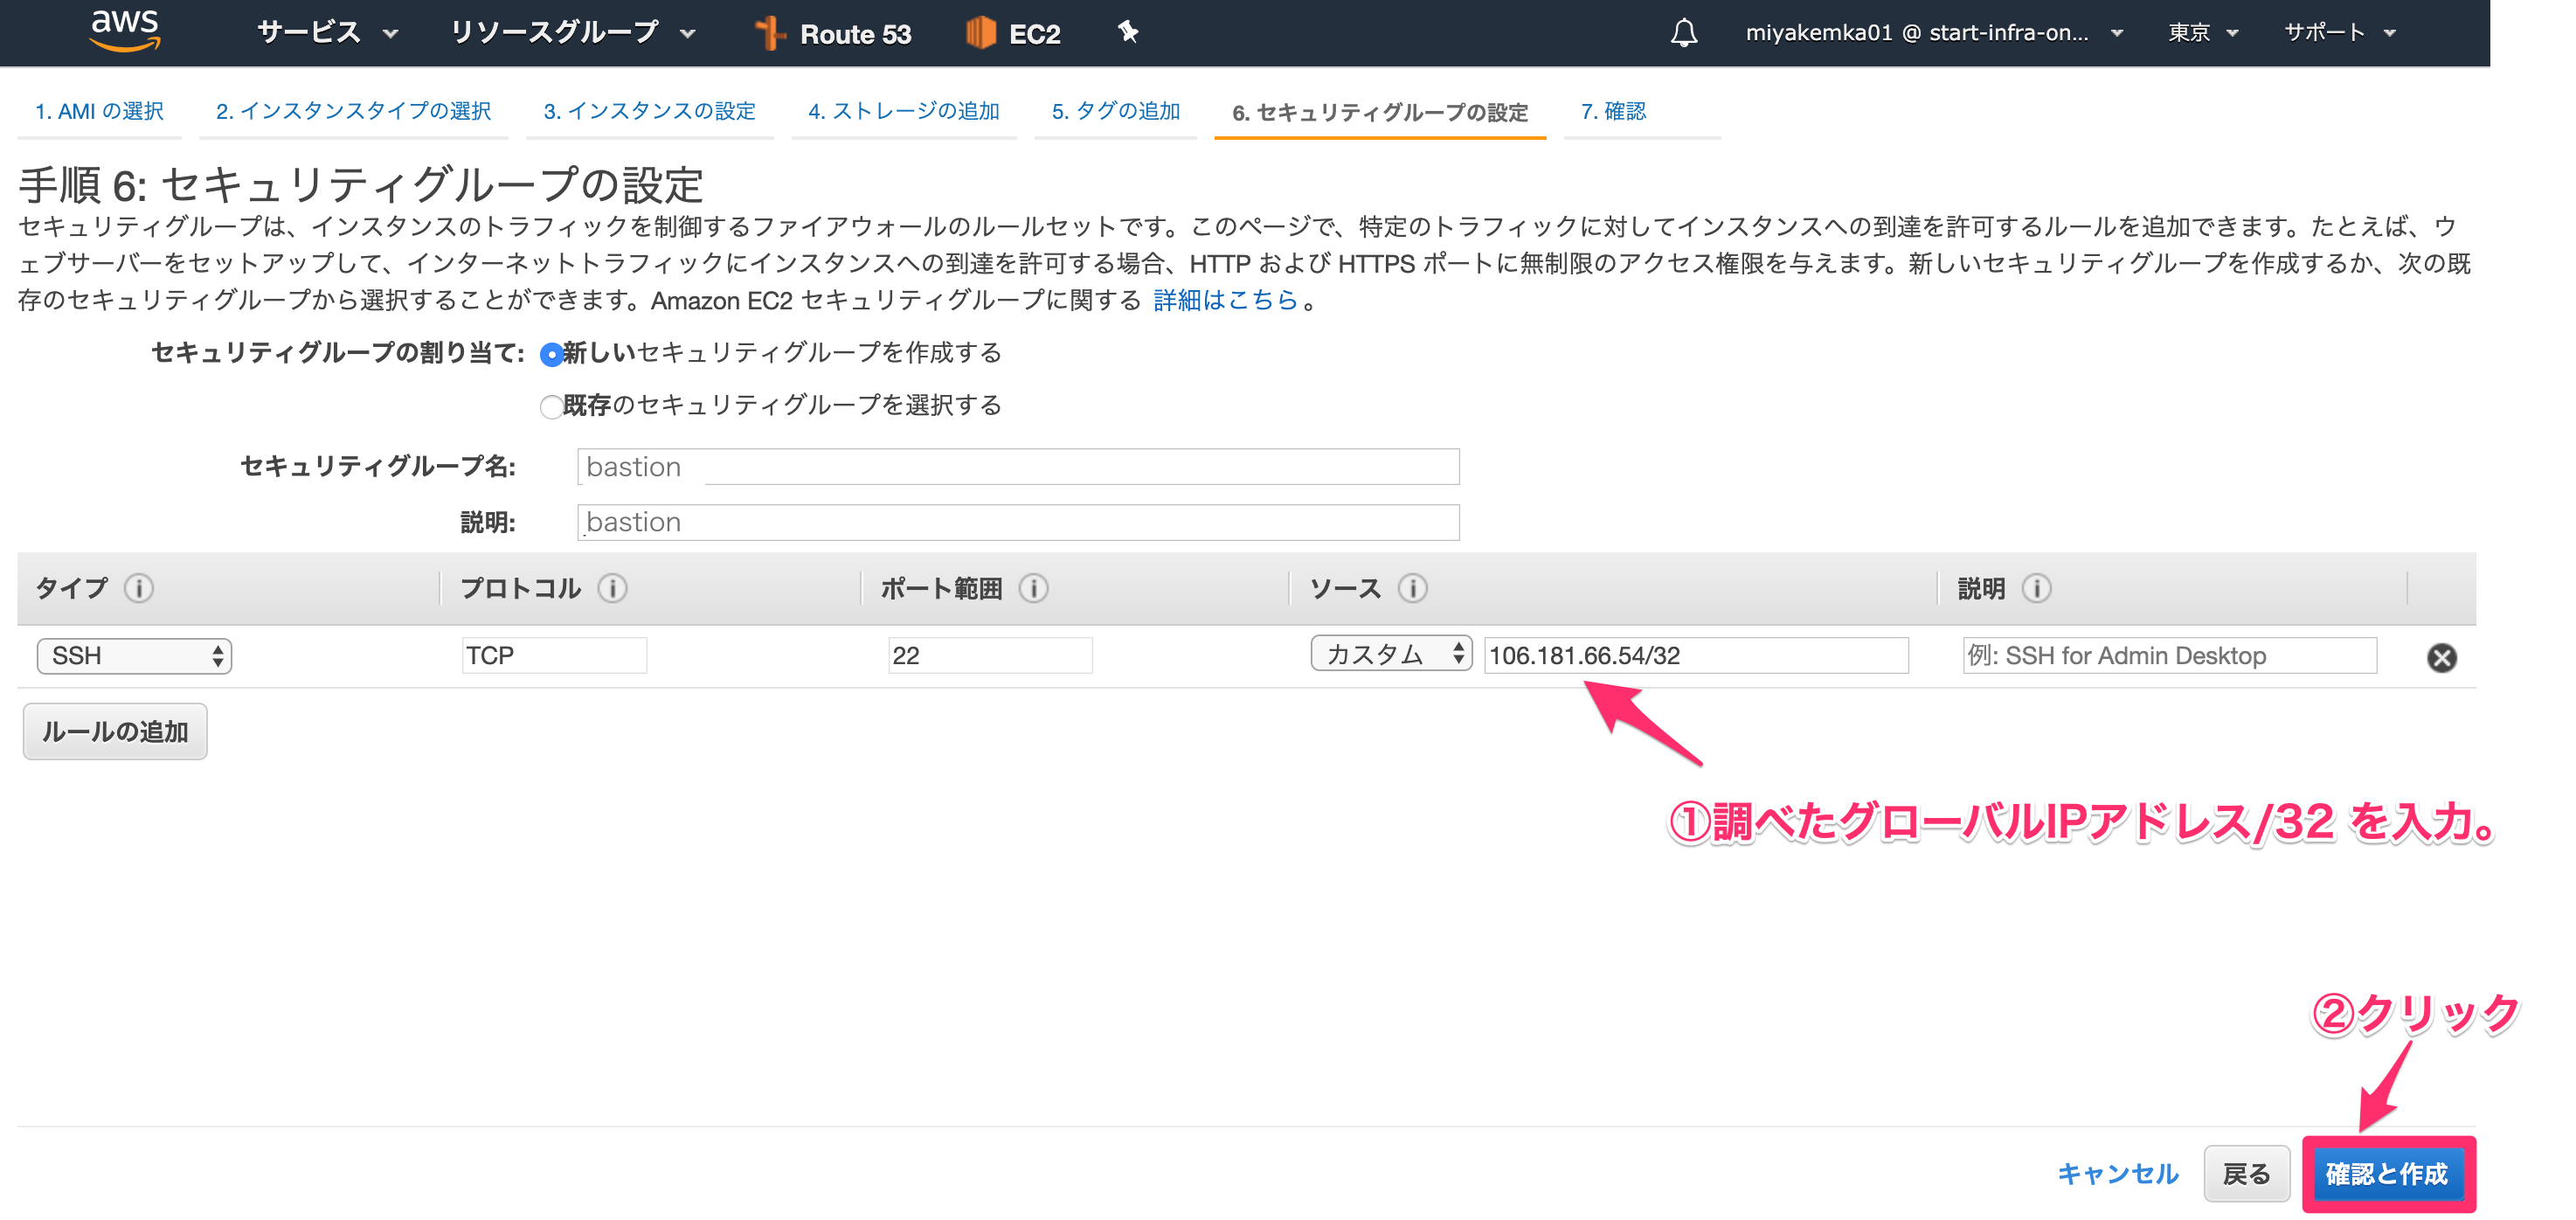 aws サービス リソースグループ Route 53 EC2 miyakemka01 @ start-infra-on... 東京 サポート
1. AMI の選択 2. インスタンスタイプの選択 3. インスタンスの設定 4. ストレージの追加 5. タグの追加 6. セキュリティグループの設定 7. 確認
手順 6: セキュリティグループの設定
セキュリティグループは、インスタンスのトラフィックを制御するファイアウォールのルールセットです。このページで、特定のトラフィックに対してインスタンスへの到達を許可するルールを追加できます。たとえば、ウ
ェブサーバーをセットアップして、インターネットトラフィックにインスタンスへの到達を許可する場合、HTTP および HTTPS ポートに無制限のアクセス権限を与えます。新しいセキュリティグループを作成するか、次の既
存のセキュリティグループから選択することができます。Amazon EC2 セキュリティグループに関する 詳細はこちら 。
セキュリティグループの割り当て: 新しいセキュリティグループを作成する
既存のセキュリティグループを選択する
セキュリティグループ名: bastion
説明: bastion
タイプ プロトコル ポート範囲 ソース 説明
SSH TCP 22 カスタム 106.181.66.54/32 例: SSH for Admin Desktop
ルールの追加
①調べたグローバルIPアドレス/32 を入力。
②クリック
キャンセル 戻る 確認と作成